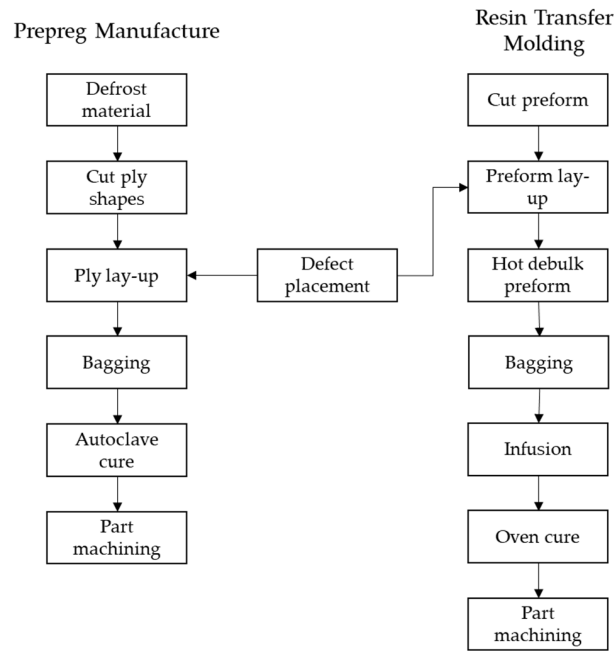 Prepreg Manufacture
Defrost
material
Cut ply
shapes
Ply lay-up
Bagging
Autoclave
cure
Part
machining
Defect
placement
Resin Transfer
Molding
Cut preform
Preform lay-
up
Hot debulk
preform
Bagging
Infusion
Oven cure
Part
machining